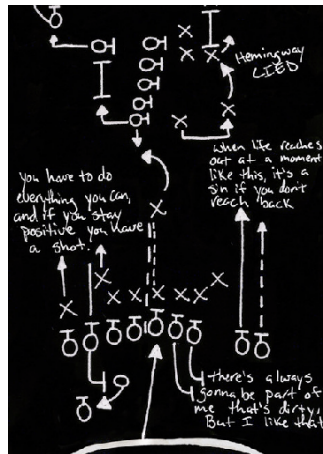 Hemingway
LIED
when life reaches
out at a moment
like this, it's a
sin if you don't
reach back
you have to do
everything you can,
and if you stay
positive you have
a shot.
there's always
gonna be part of
me that's dirty,
But I like that